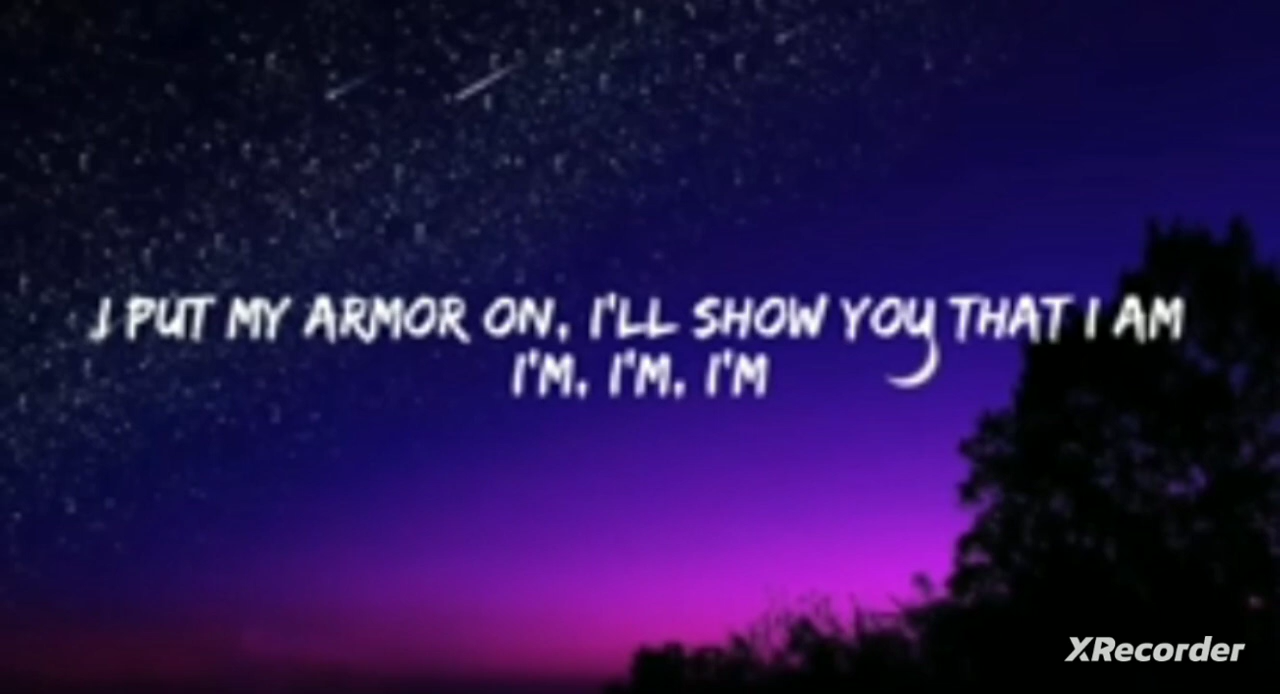 I PUT MY ARMOR ON, I'LL SHOW YOU THAT I AM
I'M, I'M, I'M
XRecorder